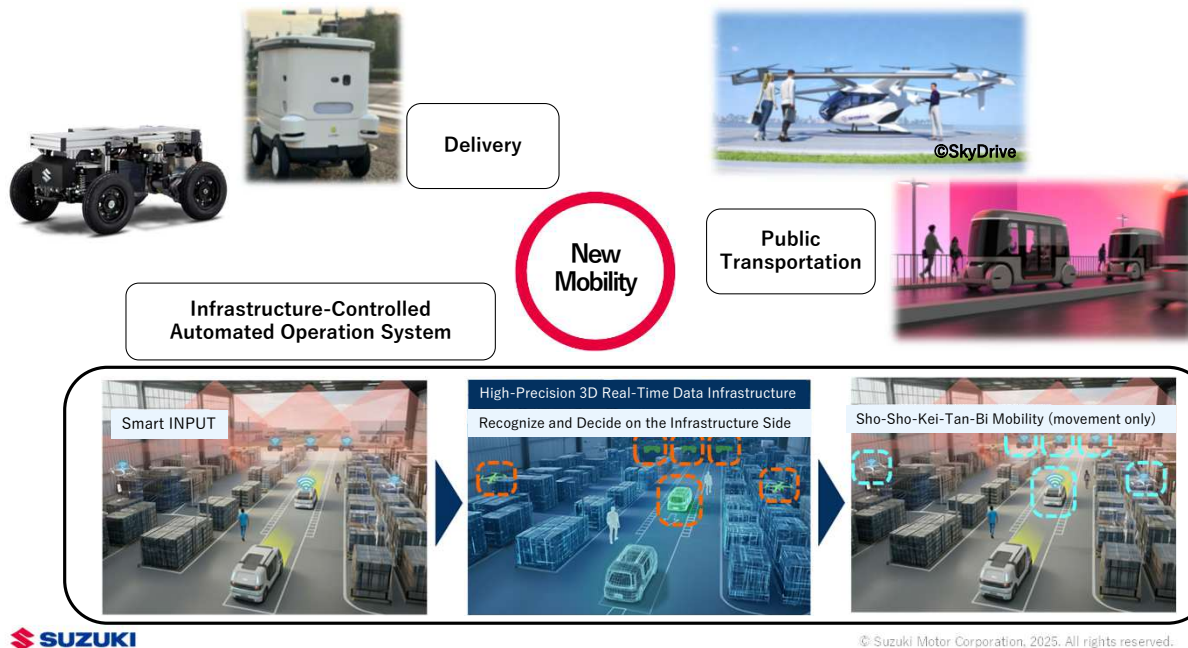 Delivery
©SkyDrive
New
Mobility
Public
Transportation
Infrastructure-Controlled
Automated Operation System
Smart INPUT
High-Precision 3D Real-Time Data Infrastructure
Recognize and Decide on the Infrastructure Side
Sho-Sho-Kei-Tan-Bi Mobility (movement only)
SUZUKI
© Suzuki Motor Corporation, 2025. All rights reserved.